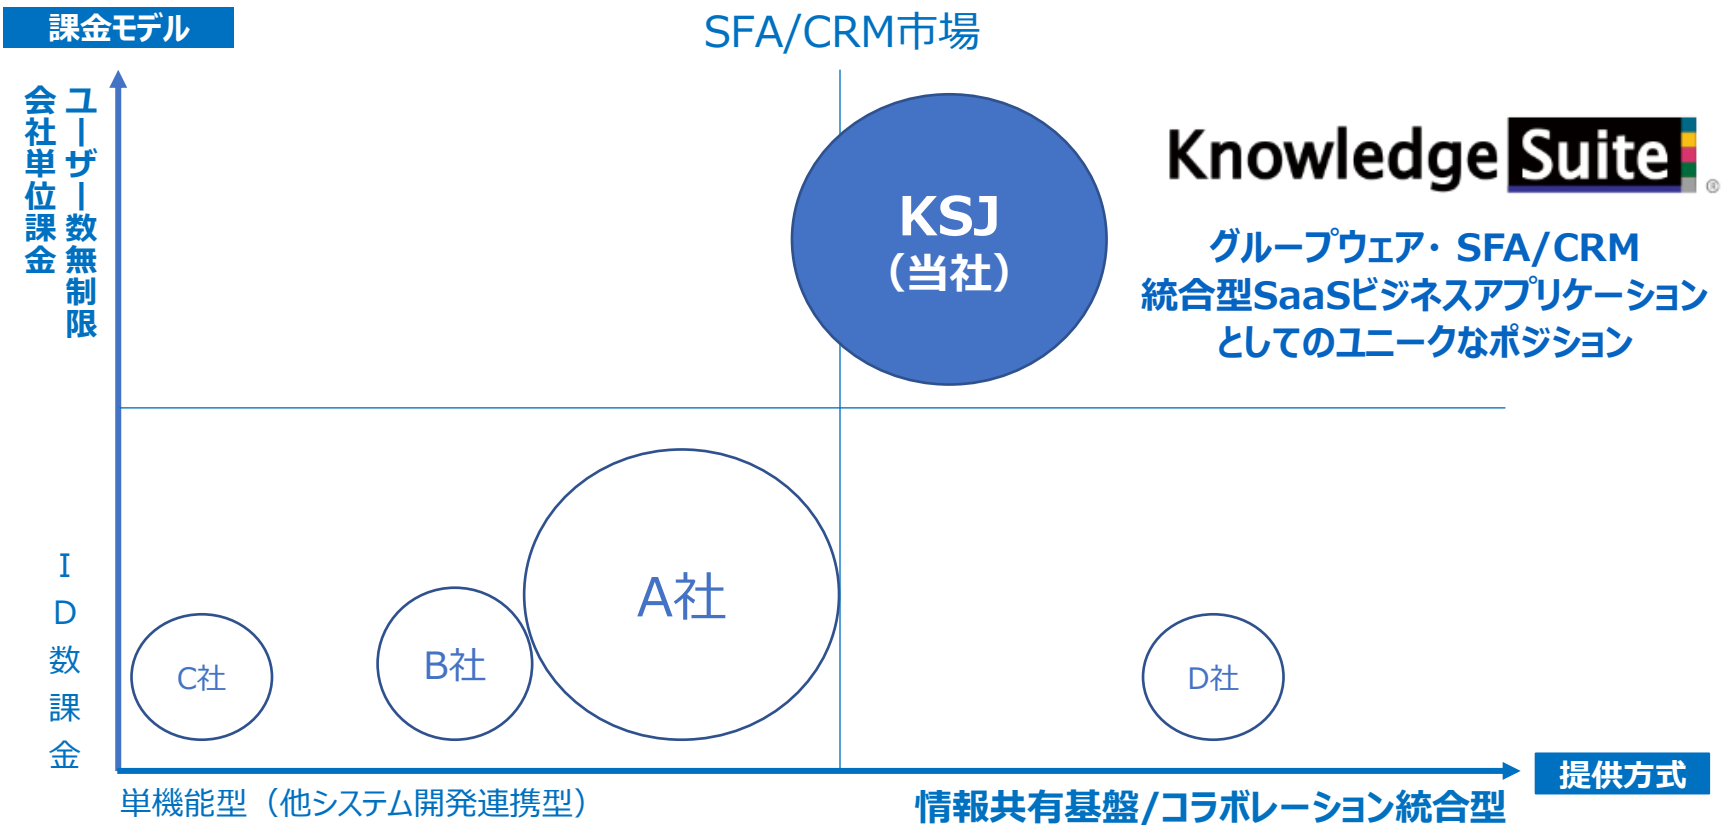 課金モデル
SFA/CRM市場
ユーザー数無制限
会社単位課金
Knowledge Suite ®
KSJ
（当社）
グループウェア・SFA/CRM
統合型SaaSビジネスアプリケーション
としてのユニークなポジション
ID数課金
A社
B社
C社
D社
提供方式
単機能型（他システム開発連携型）
情報共有基盤/コラボレーション統合型